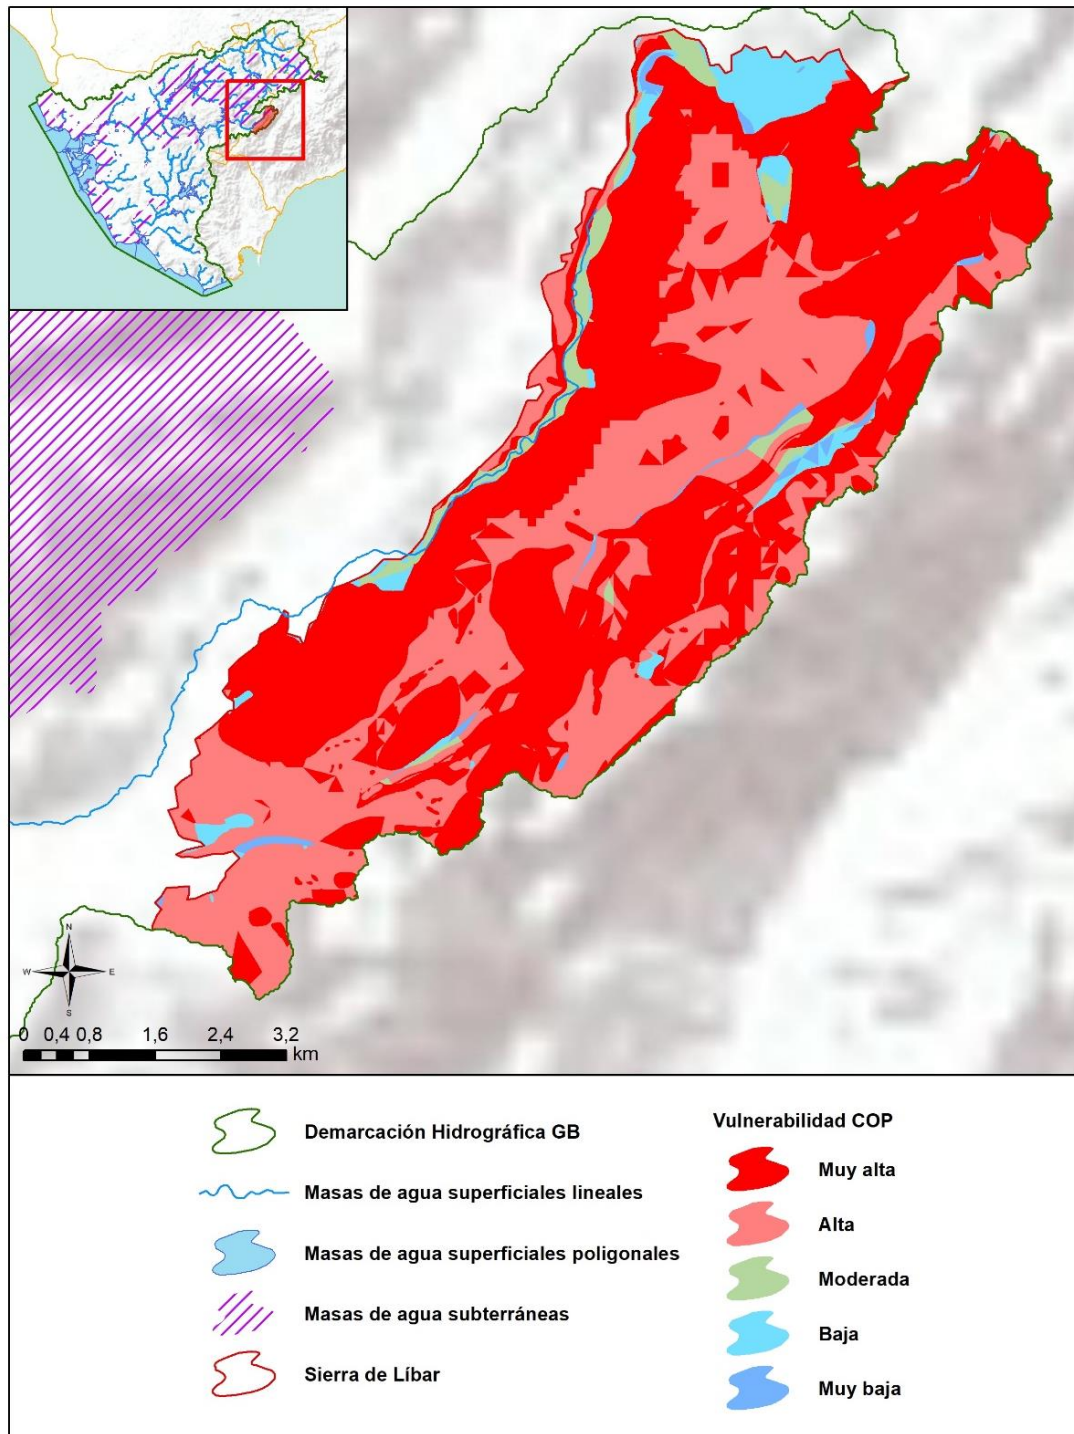 N
W E
S
0 0,4 0,8 1,6 2,4 3,2
km
Demarcación Hidrográfica GB
Masas de agua superficiales lineales
Masas de agua superficiales poligonales
Masas de agua subterráneas
Sierra de Líbar
Vulnerabilidad COP
Muy alta
Alta
Moderada
Baja
Muy baja